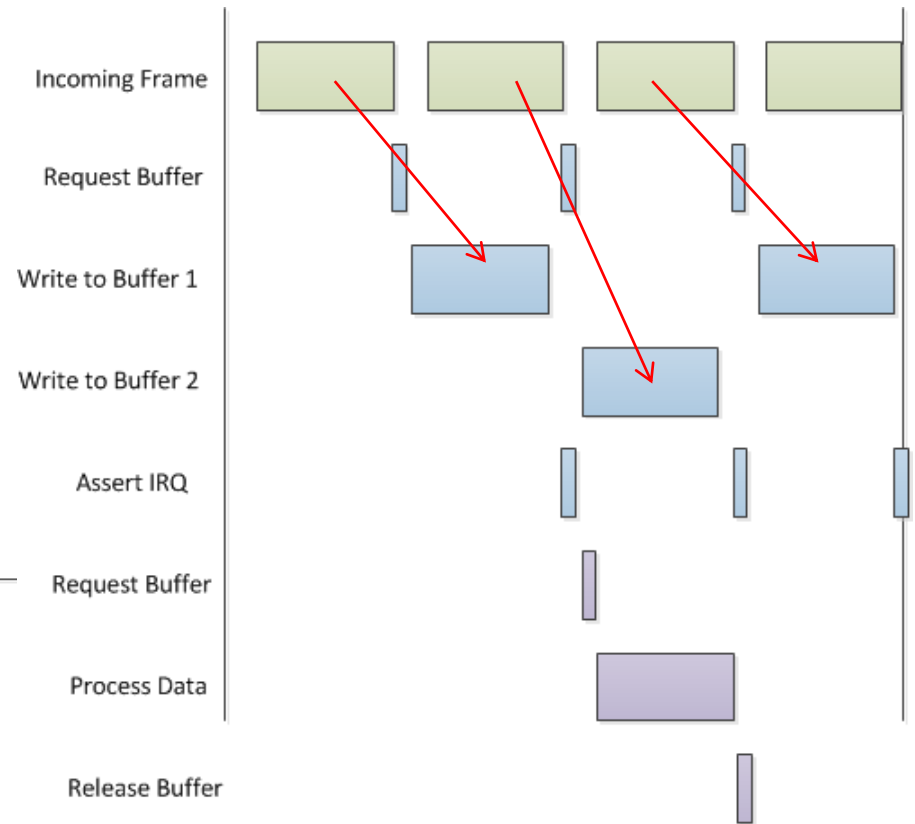 Incoming Frame
Request Buffer
Write to Buffer 1
Write to Buffer 2
Assert IRQ
Request Buffer
Process Data
Release Buffer